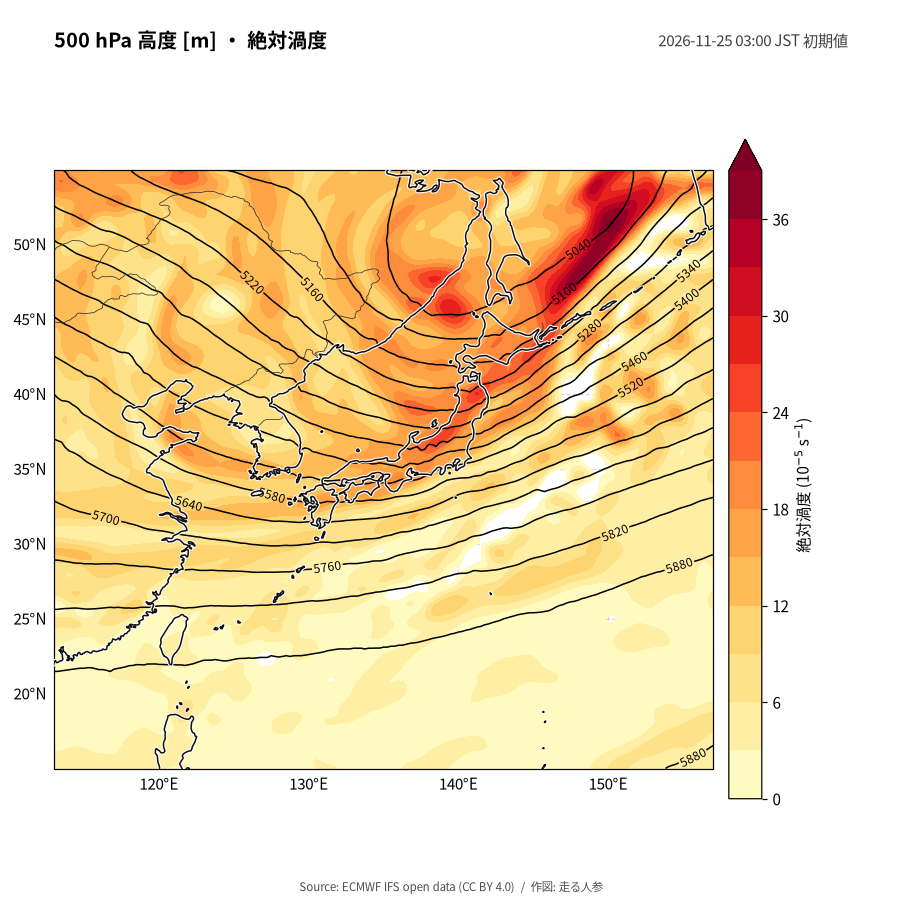 500 hPa 高度 [m] ・ 絶対渦度
2026-11-25 03:00 JST 初期値
50°N
45°N
40°N
35°N
30°N
25°N
20°N
120°E
130°E
140°E
150°E
5040
5100
5160
5220
5280
5340
5400
5460
5520
5580
5640
5700
5760
5820
5880
5880
36
30
24
18
12
6
0
絶対渦度 (10⁻⁵ s⁻¹)
Source: ECMWF IFS open data (CC BY 4.0) / 作図: 走る人参